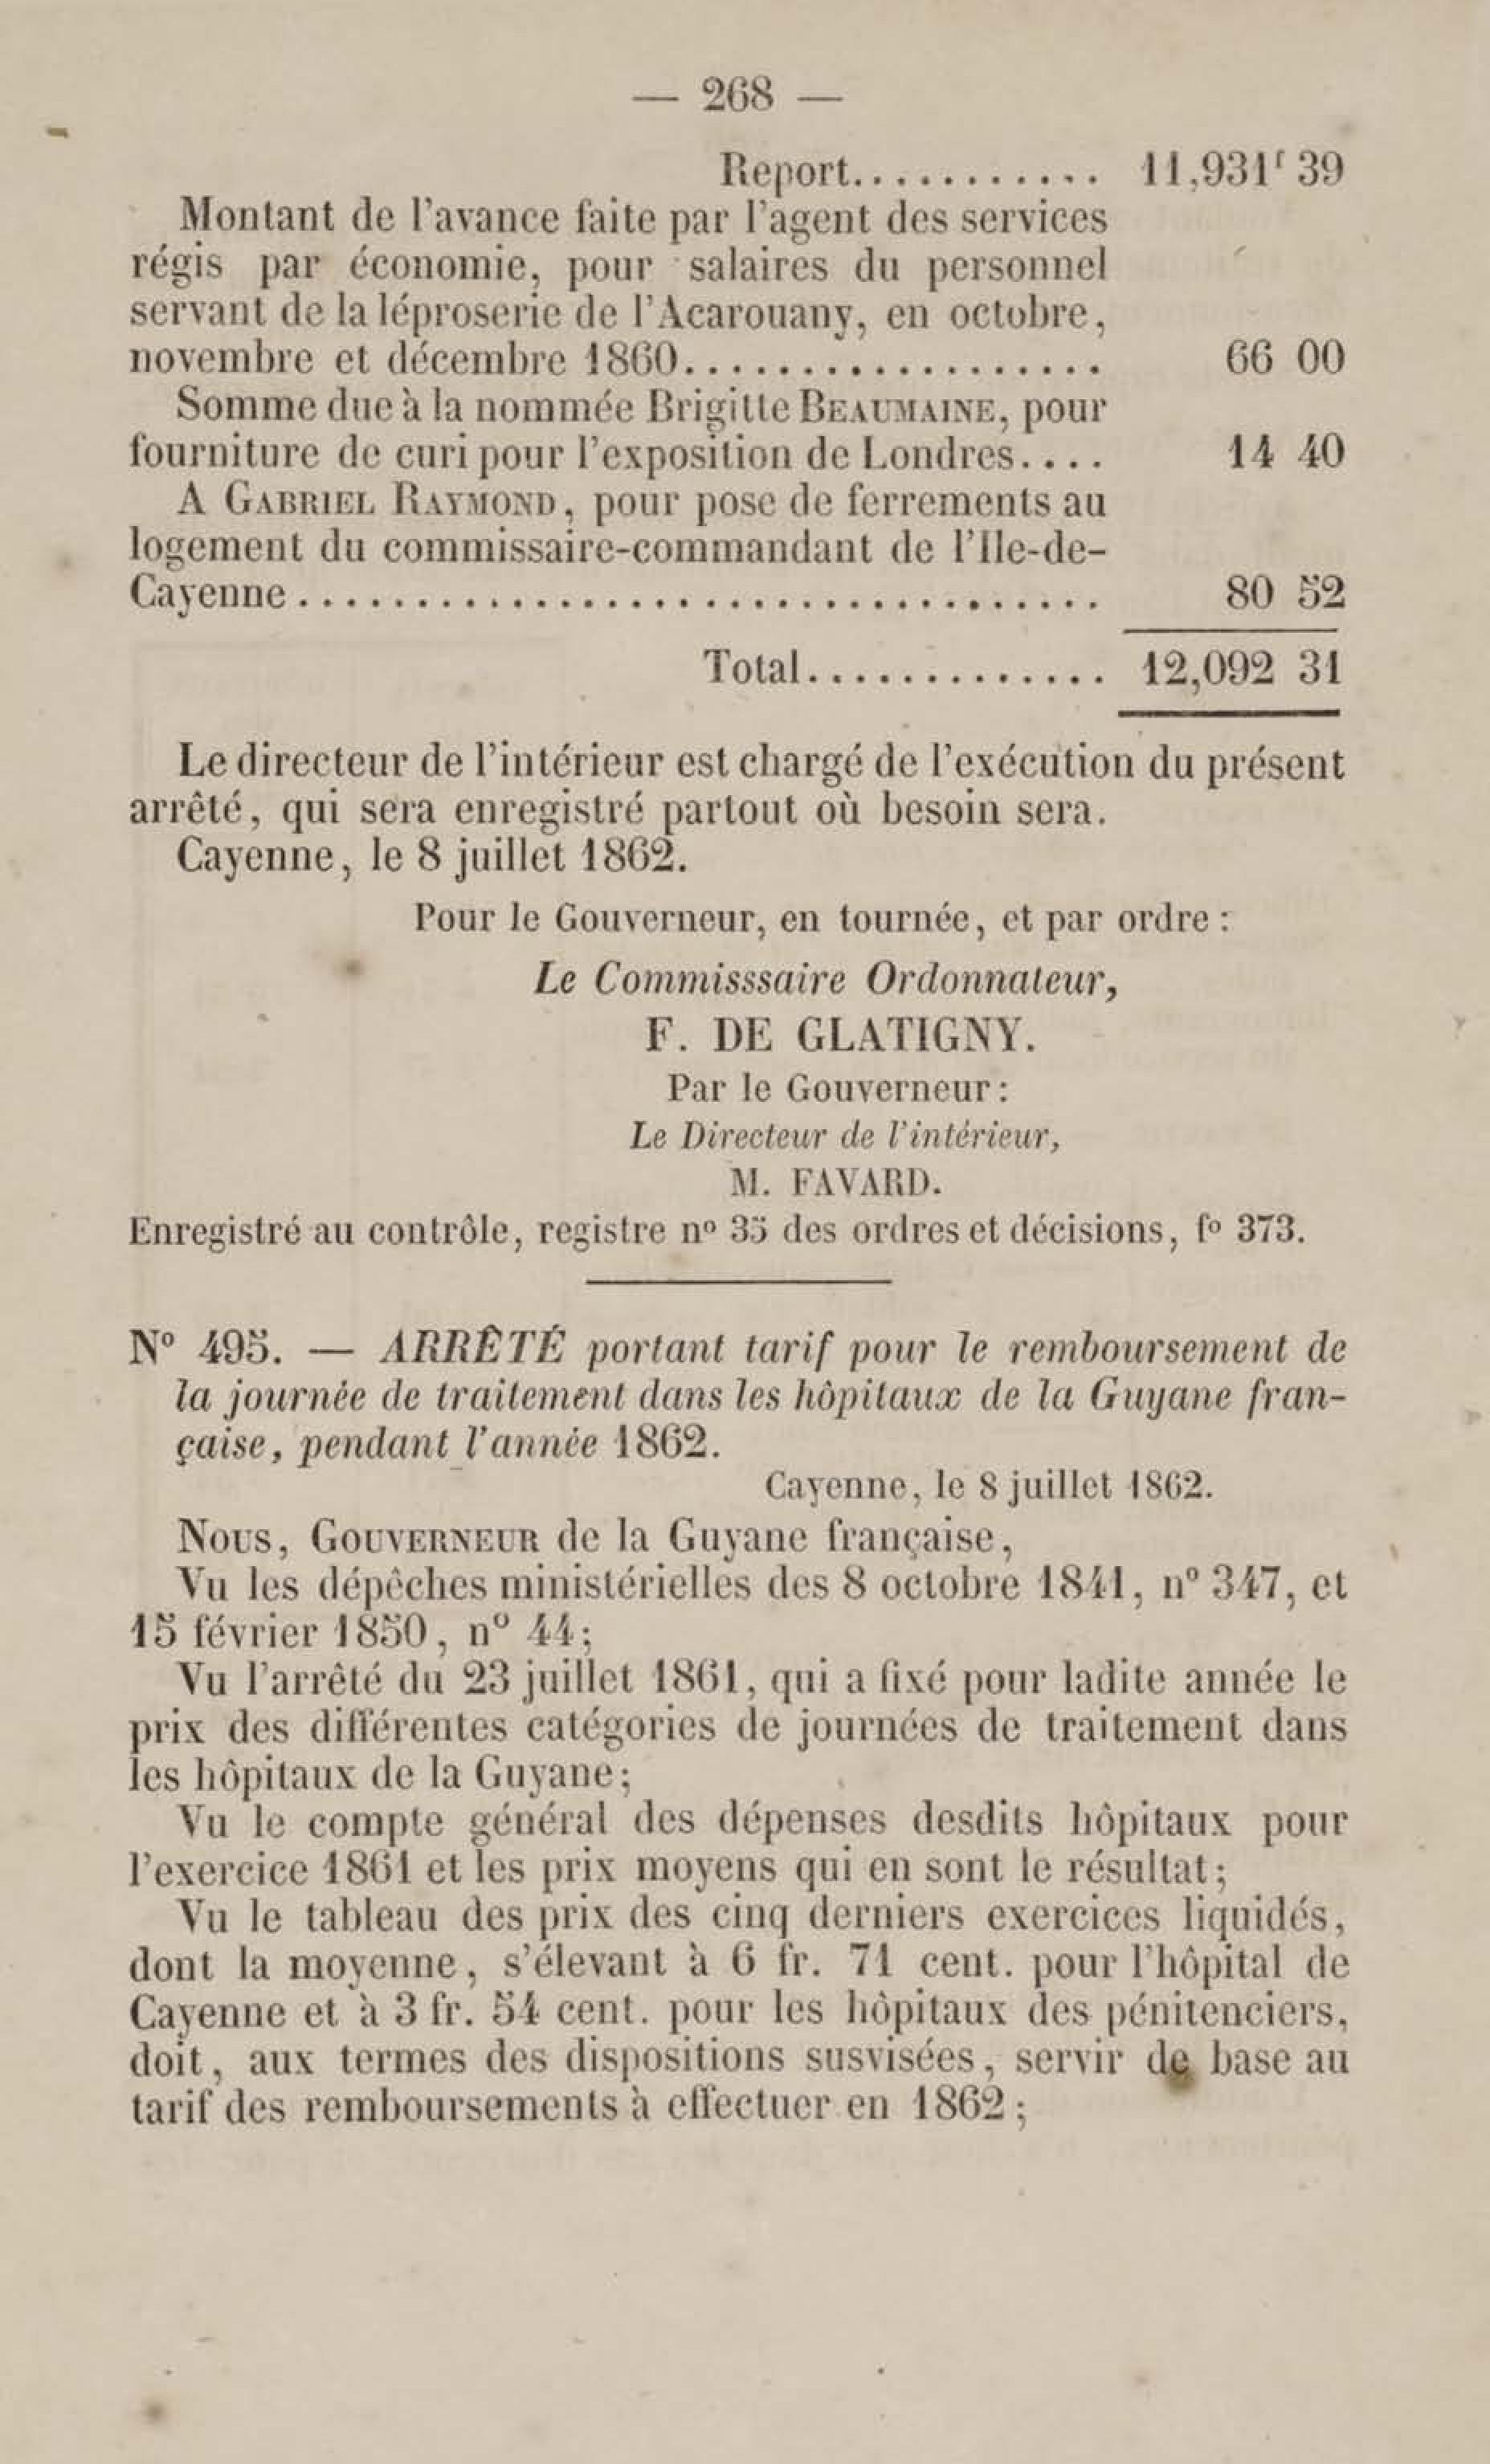 — 268 —
Report............ 11,931ᶠ 39
Montant de l'avance faite par l'agent des services
régis par économie, pour salaires du personnel
servant de la léproserie de l'Acarouany, en octobre,
novembre et décembre 1860.................. 66 00
Somme due à la nommée Brigitte BEAUMAINE, pour
fourniture de curi pour l'exposition de Londres.... 14 40
A GABRIEL RAYMOND, pour pose de ferrements au
logement du commissaire-commandant de l'Ile-de-
Cayenne................................... 80 52
Total............. 12,092 31
Le directeur de l'intérieur est chargé de l'exécution du présent
arrêté, qui sera enregistré partout où besoin sera.
Cayenne, le 8 juillet 1862.
Pour le Gouverneur, en tournée, et par ordre :
Le Commisssaire Ordonnateur,
F. DE GLATIGNY.
Par le Gouverneur :
Le Directeur de l'intérieur,
M. FAVARD.
Enregistré au contrôle, registre nº 35 des ordres et décisions, fº 373.
Nº 495. — ARRÊTÉ portant tarif pour le remboursement de
la journée de traitement dans les hôpitaux de la Guyane fran-
çaise, pendant l'année 1862.
Cayenne, le 8 juillet 1862.
NOUS, GOUVERNEUR de la Guyane française,
Vu les dépêches ministérielles des 8 octobre 1841, nº 347, et
15 février 1850, nº 44;
Vu l'arrêté du 23 juillet 1861, qui a fixé pour ladite année le
prix des différentes catégories de journées de traitement dans
les hôpitaux de la Guyane;
Vu le compte général des dépenses desdits hôpitaux pour
l'exercice 1861 et les prix moyens qui en sont le résultat;
Vu le tableau des prix des cinq derniers exercices liquidés,
dont la moyenne, s'élevant à 6 fr. 71 cent. pour l'hôpital de
Cayenne et à 3 fr. 54 cent. pour les hôpitaux des pénitenciers,
doit, aux termes des dispositions susvisées, servir de base au
tarif des remboursements à effectuer en 1862;